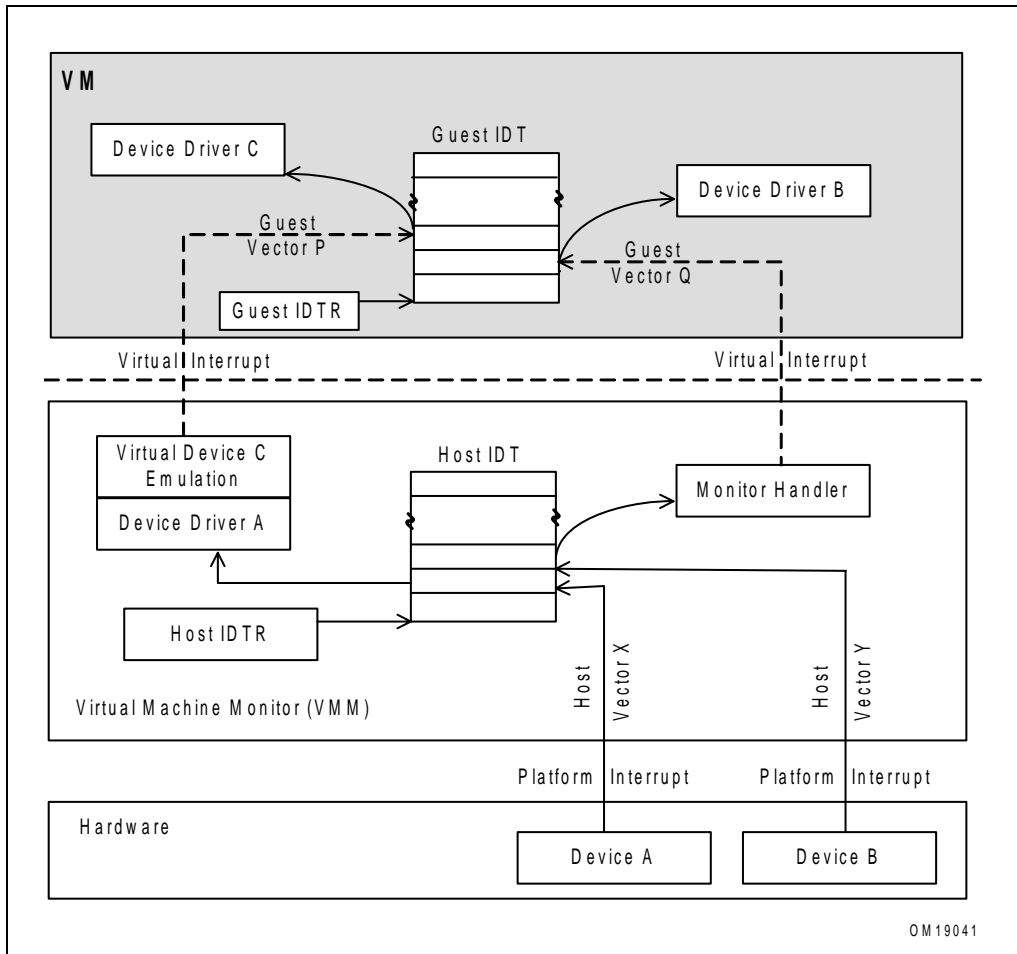 VM
Guest IDT
Device Driver C
Device Driver B
Guest
Vector P
Guest
Vector Q
Guest IDTR
Virtual Interrupt
Virtual Interrupt
Virtual Device C
Emulation
Host IDT
Monitor Handler
Device Driver A
Host IDTR
Host
Vector X
Host
Vector Y
Virtual Machine Monitor (VMM)
Platform Interrupt
Platform Interrupt
Hardware
Device A
Device B
OM19041